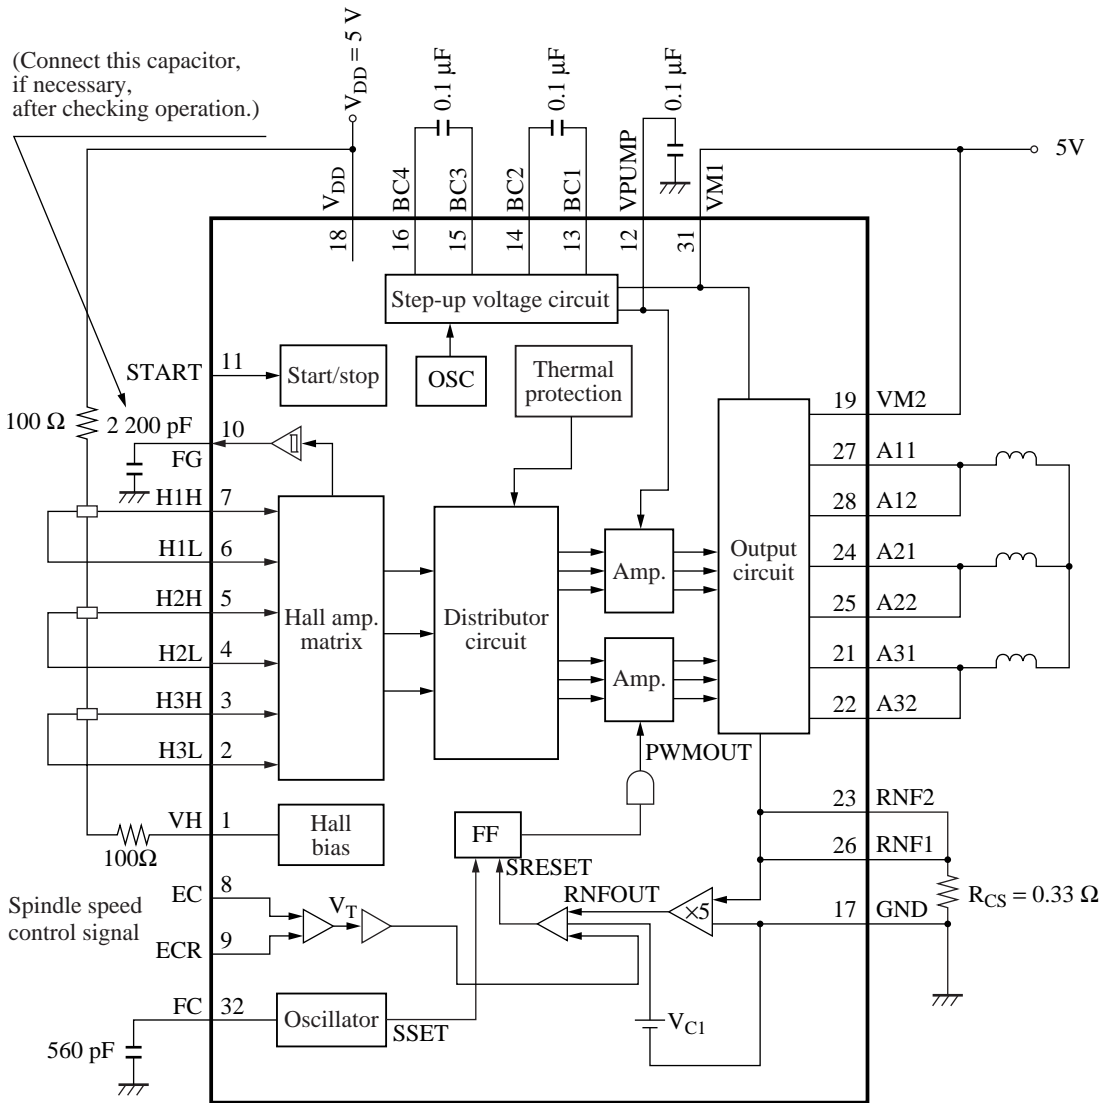 (Connect this capacitor,
if necessary,
after checking operation.)
VDD = 5 V
0.1 µF
0.1 µF
0.1 µF
5V
VDD
BC4
BC3
BC2
BC1
VPUMP
VM1
18
16
15
14
13
12
31
Step-up voltage circuit
START
11
Start/stop
OSC
Thermal
protection
19
VM2
100 Ω
2 200 pF
10
FG
27
A11
H1H
7
28
A12
H1L
6
24
A21
H2H
5
25
A22
H2L
4
21
A31
H3H
3
22
A32
H3L
2
Hall amp.
matrix
Distributor
circuit
Amp.
Amp.
Output
circuit
PWMOUT
23
RNF2
VH
1
Hall
bias
100Ω
FF
26
RNF1
SRESET
EC
8
RNFOUT
RCS = 0.33 Ω
Spindle speed
control signal
VT
×5
17
GND
ECR
9
FC
32
Oscillator
SSET
VC1
560 pF